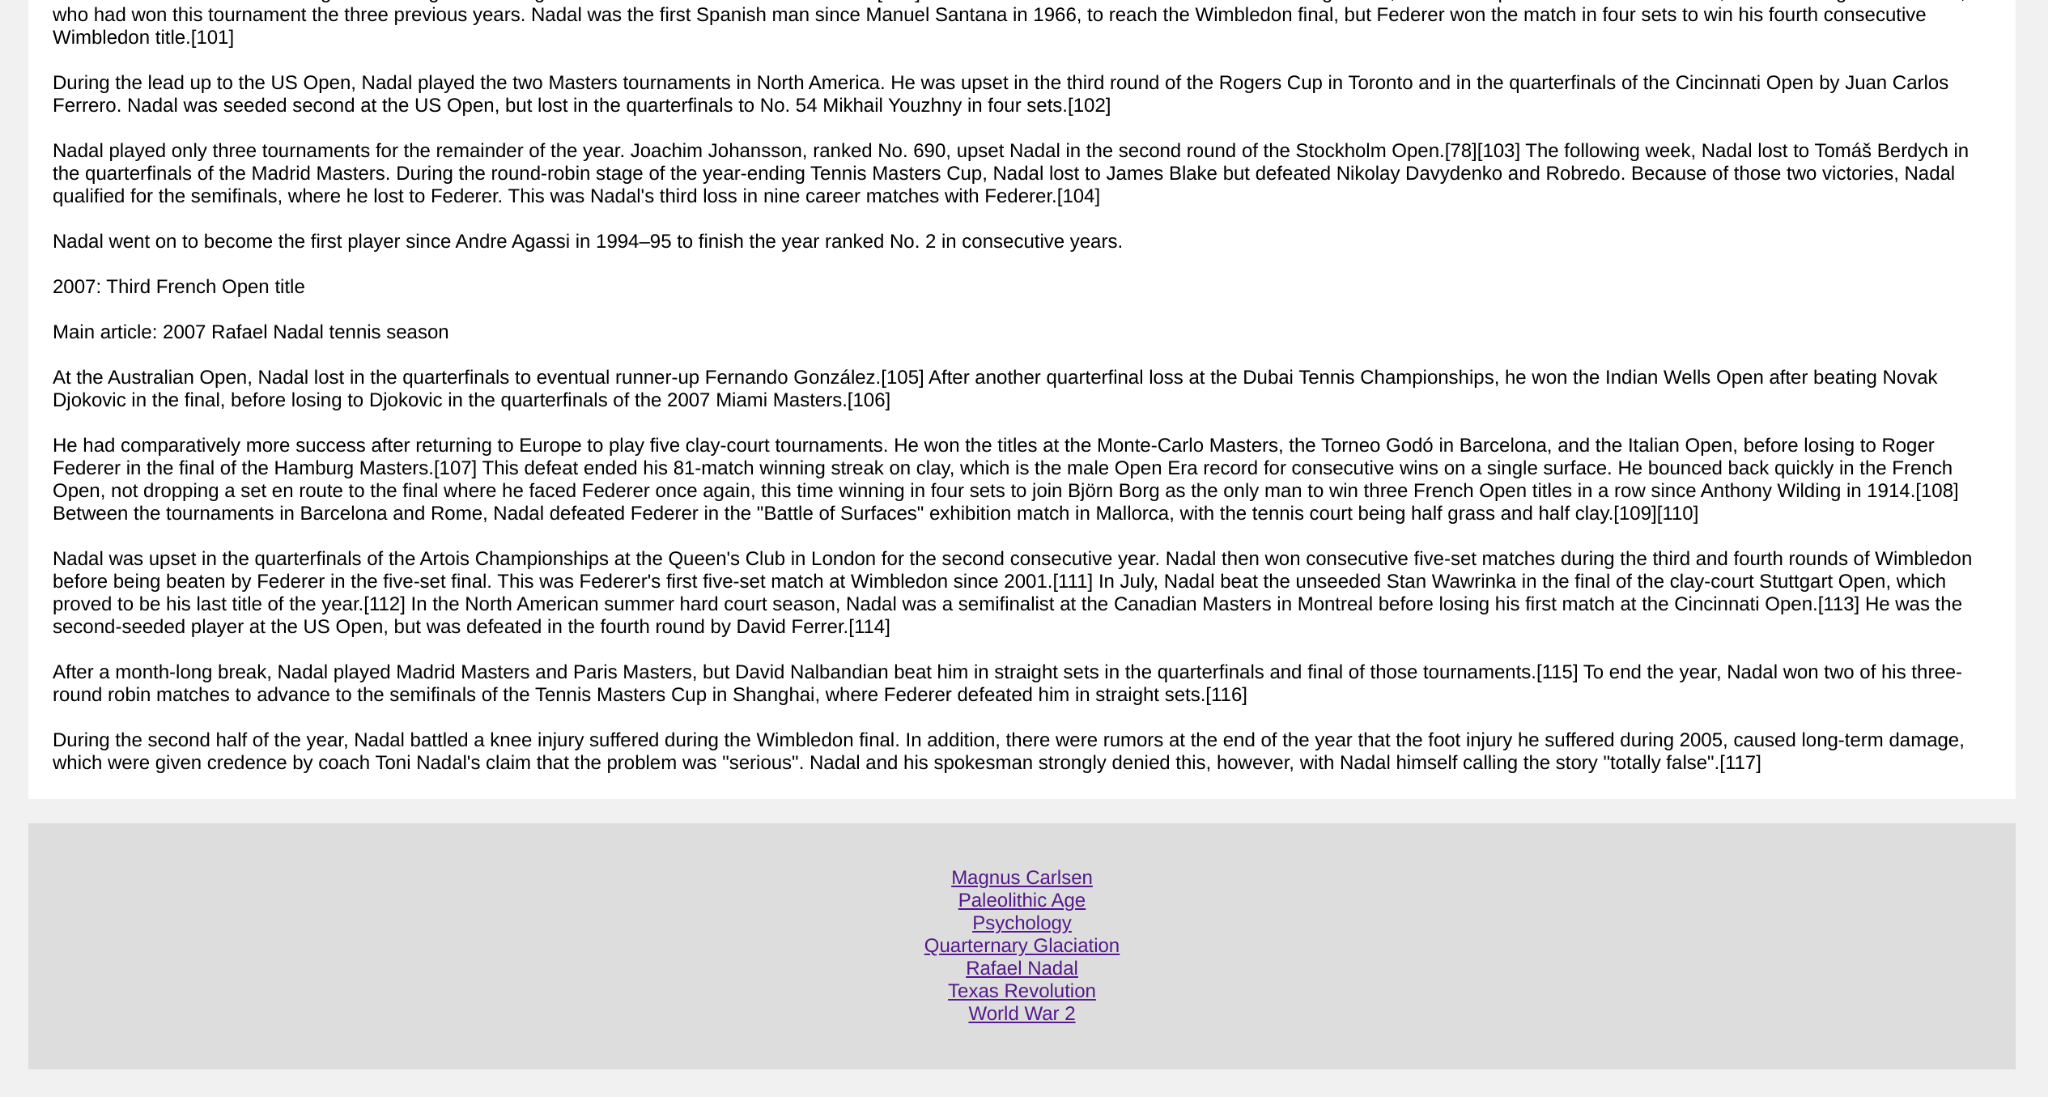 who had won this tournament the three previous years. Nadal was the first Spanish man since Manuel Santana in 1966, to reach the Wimbledon final, but Federer won the match in four sets to win his fourth consecutive
Wimbledon title.[101]
During the lead up to the US Open, Nadal played the two Masters tournaments in North America. He was upset in the third round of the Rogers Cup in Toronto and in the quarterfinals of the Cincinnati Open by Juan Carlos
Ferrero. Nadal was seeded second at the US Open, but lost in the quarterfinals to No. 54 Mikhail Youzhny in four sets.[102]
Nadal played only three tournaments for the remainder of the year. Joachim Johansson, ranked No. 690, upset Nadal in the second round of the Stockholm Open.[78][103] The following week, Nadal lost to Tomáš Berdych in
the quarterfinals of the Madrid Masters. During the round-robin stage of the year-ending Tennis Masters Cup, Nadal lost to James Blake but defeated Nikolay Davydenko and Robredo. Because of those two victories, Nadal
qualified for the semifinals, where he lost to Federer. This was Nadal's third loss in nine career matches with Federer.[104]
Nadal went on to become the first player since Andre Agassi in 1994–95 to finish the year ranked No. 2 in consecutive years.
2007: Third French Open title
Main article: 2007 Rafael Nadal tennis season
At the Australian Open, Nadal lost in the quarterfinals to eventual runner-up Fernando González.[105] After another quarterfinal loss at the Dubai Tennis Championships, he won the Indian Wells Open after beating Novak
Djokovic in the final, before losing to Djokovic in the quarterfinals of the 2007 Miami Masters.[106]
He had comparatively more success after returning to Europe to play five clay-court tournaments. He won the titles at the Monte-Carlo Masters, the Torneo Godó in Barcelona, and the Italian Open, before losing to Roger
Federer in the final of the Hamburg Masters.[107] This defeat ended his 81-match winning streak on clay, which is the male Open Era record for consecutive wins on a single surface. He bounced back quickly in the French
Open, not dropping a set en route to the final where he faced Federer once again, this time winning in four sets to join Björn Borg as the only man to win three French Open titles in a row since Anthony Wilding in 1914.[108]
Between the tournaments in Barcelona and Rome, Nadal defeated Federer in the "Battle of Surfaces" exhibition match in Mallorca, with the tennis court being half grass and half clay.[109][110]
Nadal was upset in the quarterfinals of the Artois Championships at the Queen's Club in London for the second consecutive year. Nadal then won consecutive five-set matches during the third and fourth rounds of Wimbledon
before being beaten by Federer in the five-set final. This was Federer's first five-set match at Wimbledon since 2001.[111] In July, Nadal beat the unseeded Stan Wawrinka in the final of the clay-court Stuttgart Open, which
proved to be his last title of the year.[112] In the North American summer hard court season, Nadal was a semifinalist at the Canadian Masters in Montreal before losing his first match at the Cincinnati Open.[113] He was the
second-seeded player at the US Open, but was defeated in the fourth round by David Ferrer.[114]
After a month-long break, Nadal played Madrid Masters and Paris Masters, but David Nalbandian beat him in straight sets in the quarterfinals and final of those tournaments.[115] To end the year, Nadal won two of his three-
round robin matches to advance to the semifinals of the Tennis Masters Cup in Shanghai, where Federer defeated him in straight sets.[116]
During the second half of the year, Nadal battled a knee injury suffered during the Wimbledon final. In addition, there were rumors at the end of the year that the foot injury he suffered during 2005, caused long-term damage,
which were given credence by coach Toni Nadal's claim that the problem was "serious". Nadal and his spokesman strongly denied this, however, with Nadal himself calling the story "totally false".[117]
Magnus Carlsen
Paleolithic Age
Psychology
Quarternary Glaciation
Rafael Nadal
Texas Revolution
World War 2